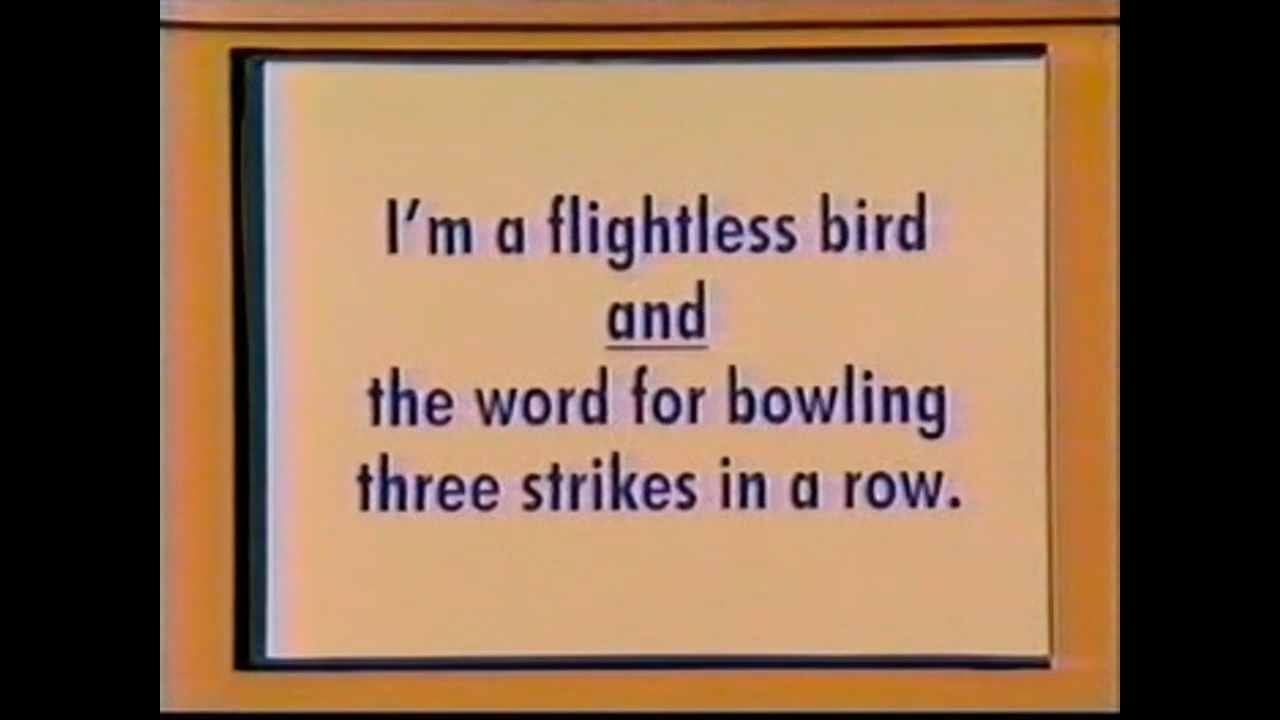 I'm a flightless bird
and
the word for bowling
three strikes in a row.